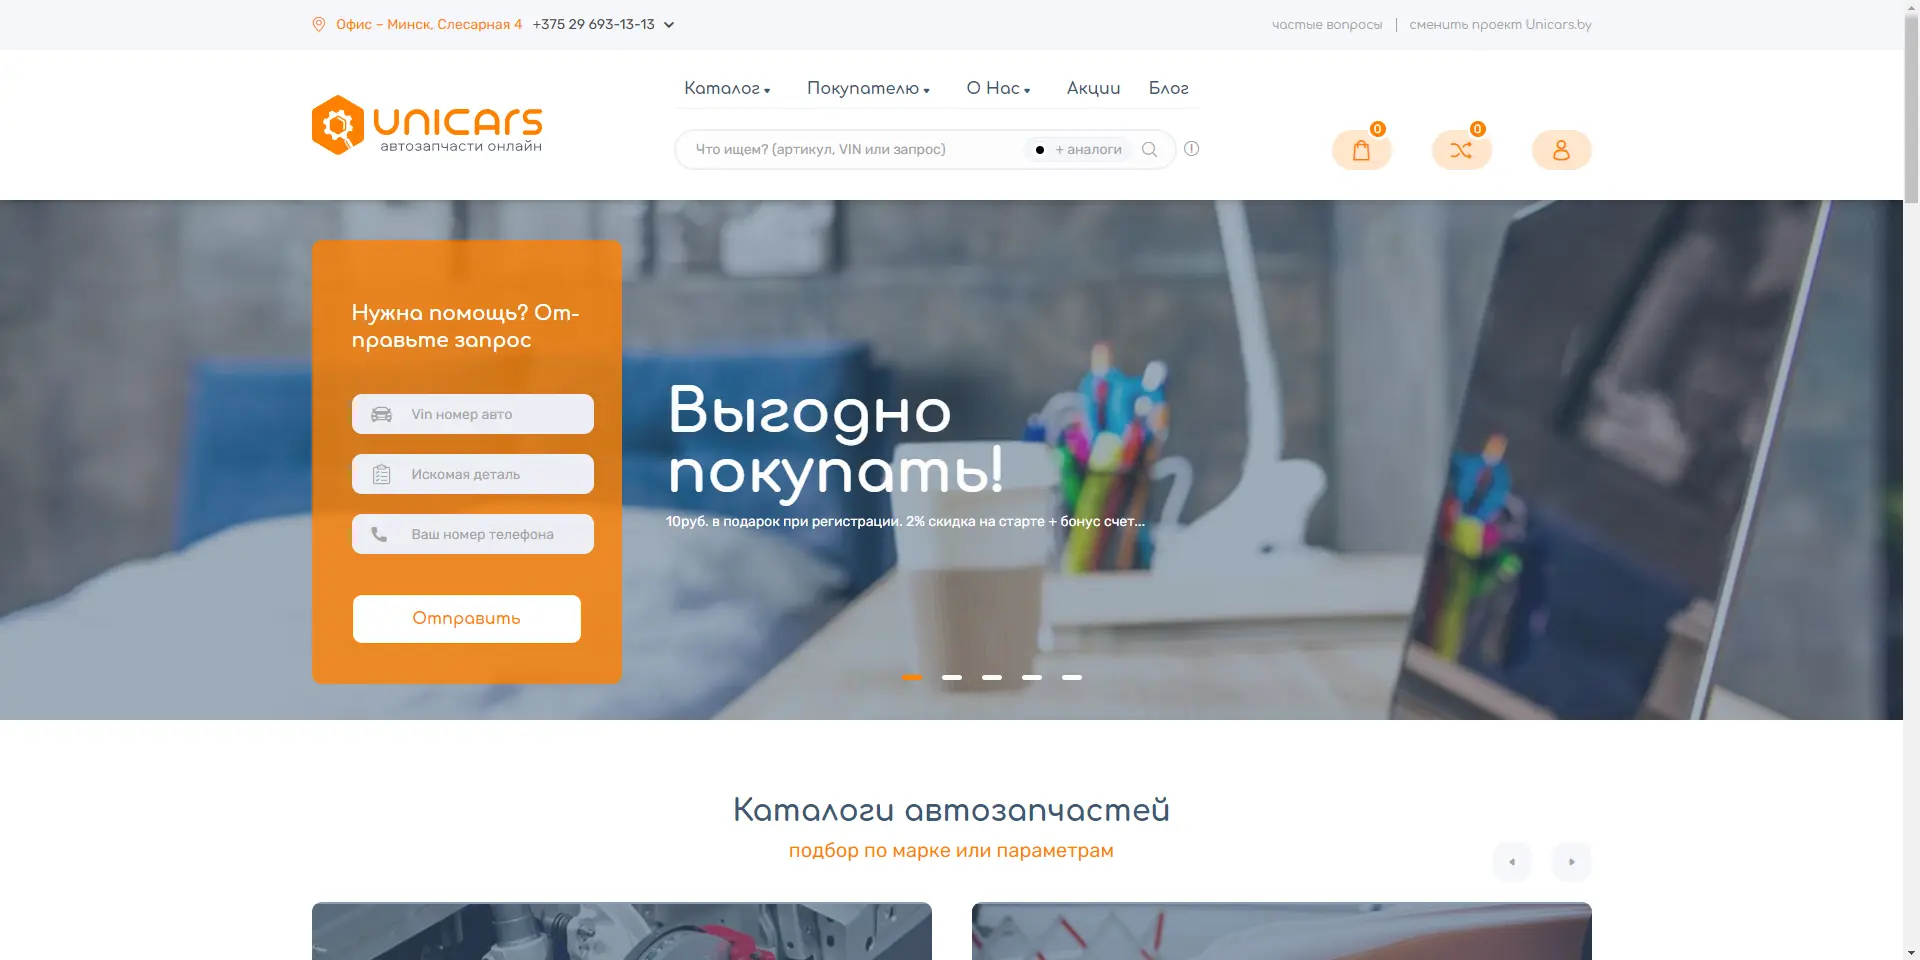 Офис – Минск, Слесарная 4 +375 29 693-13-13
частые вопросы | сменить проект Unicars.by
Каталог Покупателю О Нас Акции Блог
UNICARS
автозапчасти онлайн
Что ищем? (артикул, VIN или запрос) + аналоги
0 0
Нужна помощь? От-
правьте запрос
Vin номер авто
Искомая деталь
Ваш номер телефона
Отправить
Выгодно
покупать!
10руб. в подарок при регистрации. 2% скидка на старте + бонус счет...
Каталоги автозапчастей
подбор по марке или параметрам